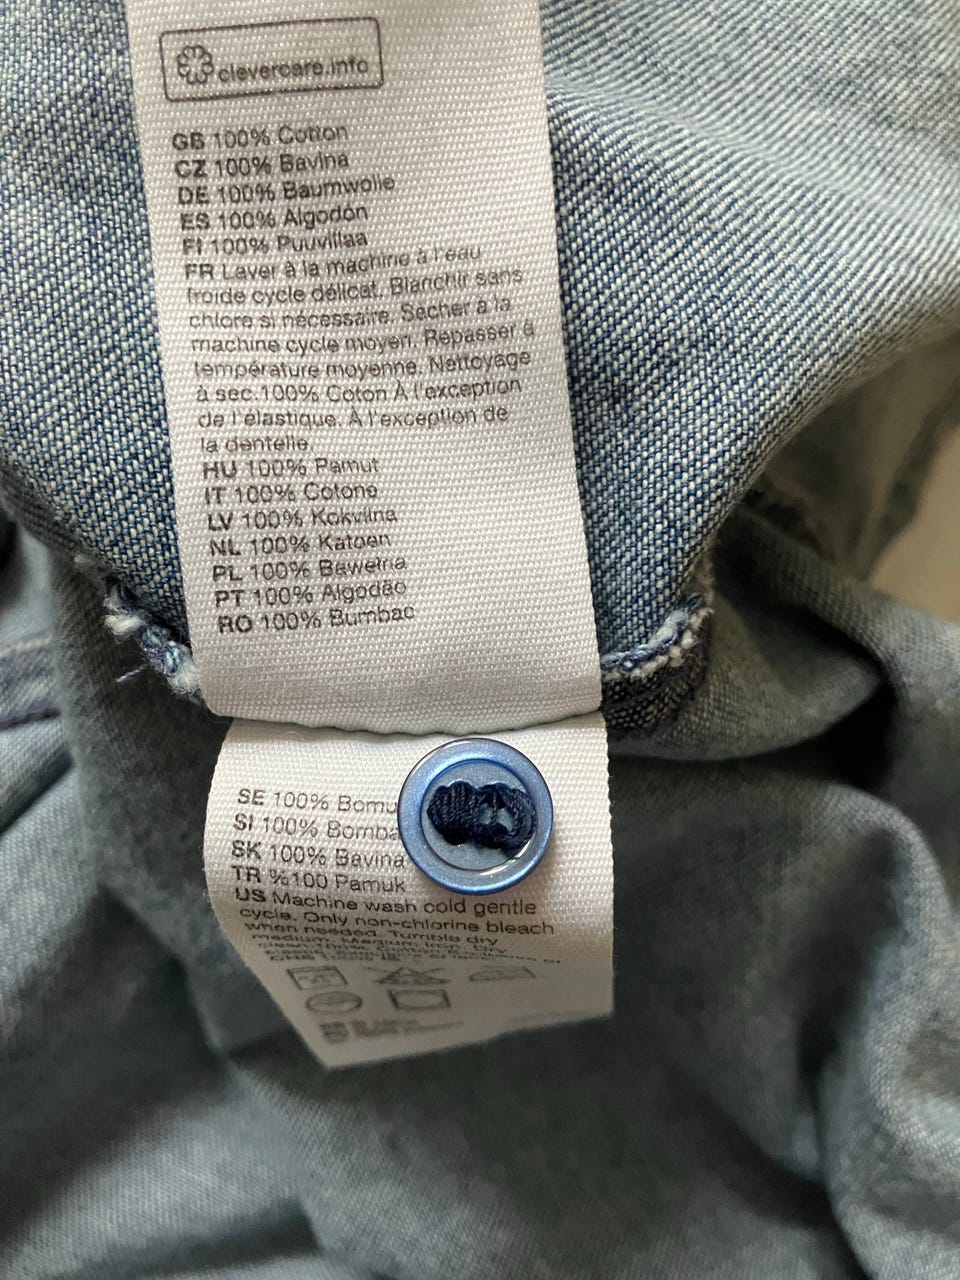 clevercare.info
GB 100% Cotton
CZ 100% Bavlna
DE 100% Baumwolle
ES 100% Algodón
FI 100% Puuvillaa
FR Laver à la machine à l'eau
froide cycle délicat. Blanchir sans
chlore si nécessaire. Sécher à la
machine cycle moyen. Repasser à
température moyenne. Nettoyage
à sec.100% Coton À l'exception
de l'élastique. À l'exception de
la dentelle.
HU 100% Pamut
IT 100% Cotone
LV 100% Kokvilna
NL 100% Katoen
PL 100% Bawełna
PT 100% Algodão
RO 100% Bumbac
SE 100% Bomu
SI 100% Bomba
SK 100% Bavlna
TR %100 Pamuk
US Machine wash cold gentle
cycle. Only non-chlorine bleach
when needed. Tumble dry
medium. Medium iron. Dry